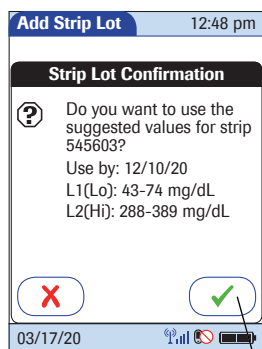 Add Strip Lot 12:48 pm
Strip Lot Confirmation
Do you want to use the
suggested values for strip
545603?
Use by: 12/10/20
L1(Lo): 43-74 mg/dL
L2(Hi): 288-389 mg/dL
03/17/20